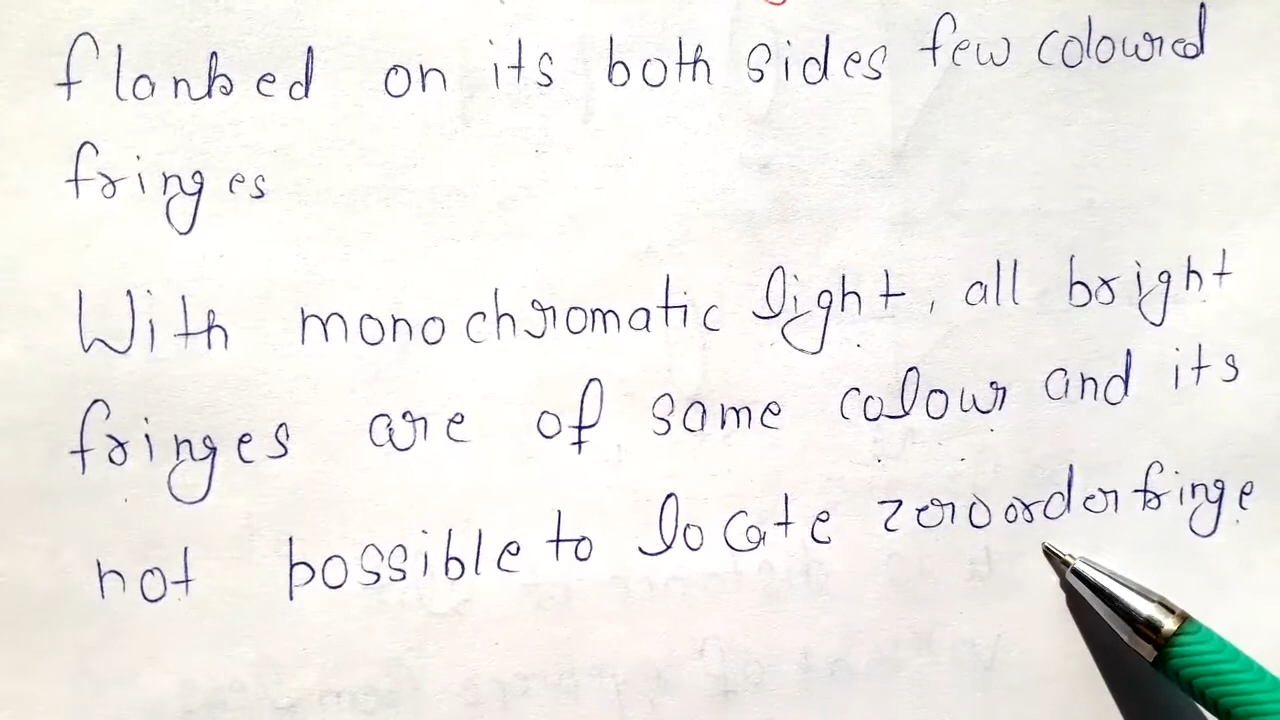 flanked on its both sides few coloured
fringes
With monochromatic light, all bright
fringes are of same colour and its
not possible to locate zero order fringe